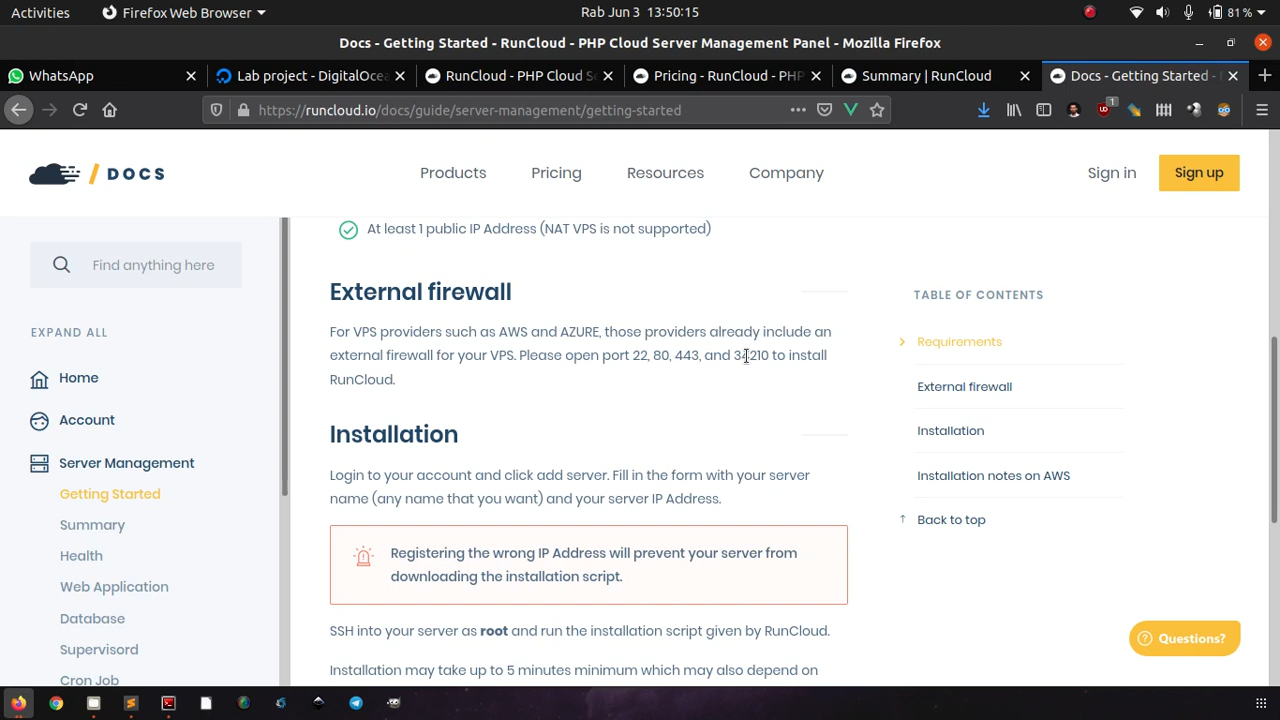 Activities
Firefox Web Browser
Rab Jun 3 13:50:15
81 %
Docs - Getting Started - RunCloud - PHP Cloud Server Management Panel - Mozilla Firefox
WhatsApp
Lab project - DigitalOcea
RunCloud - PHP Cloud S
Pricing - RunCloud - PHP
Summary | RunCloud
Docs - Getting Started -
https://runcloud.io/docs/guide/server-management/getting-started
1
/ DOCS
Products
Pricing
Resources
Company
Sign in
Sign up
Find anything here
EXPAND ALL
Home
Account
Server Management
Getting Started
Summary
Health
Web Application
Database
Supervisord
Cron Job
At least 1 public IP Address (NAT VPS is not supported)
External firewall
For VPS providers such as AWS and AZURE, those providers already include an
external firewall for your VPS. Please open port 22, 80, 443, and 34210 to install
RunCloud.
Installation
Login to your account and click add server. Fill in the form with your server
name (any name that you want) and your server IP Address.
Registering the wrong IP Address will prevent your server from
downloading the installation script.
SSH into your server as root and run the installation script given by RunCloud.
Installation may take up to 5 minutes minimum which may also depend on
TABLE OF CONTENTS
Requirements
External firewall
Installation
Installation notes on AWS
Back to top
Questions?